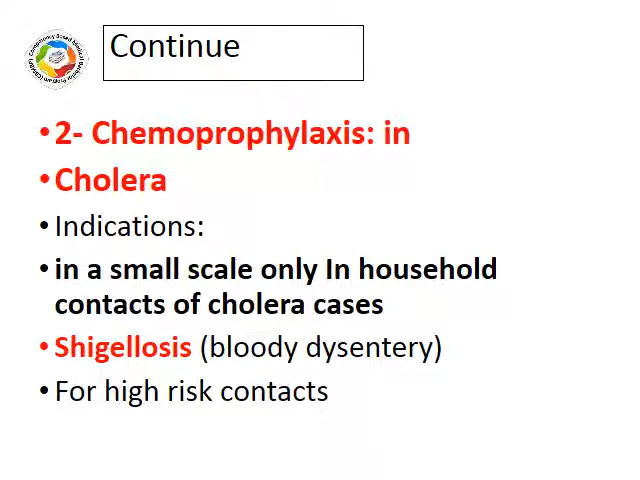 Continue
•2- Chemoprophylaxis: in
•Cholera
•Indications:
•in a small scale only In household
contacts of cholera cases
•Shigellosis (bloody dysentery)
•For high risk contacts